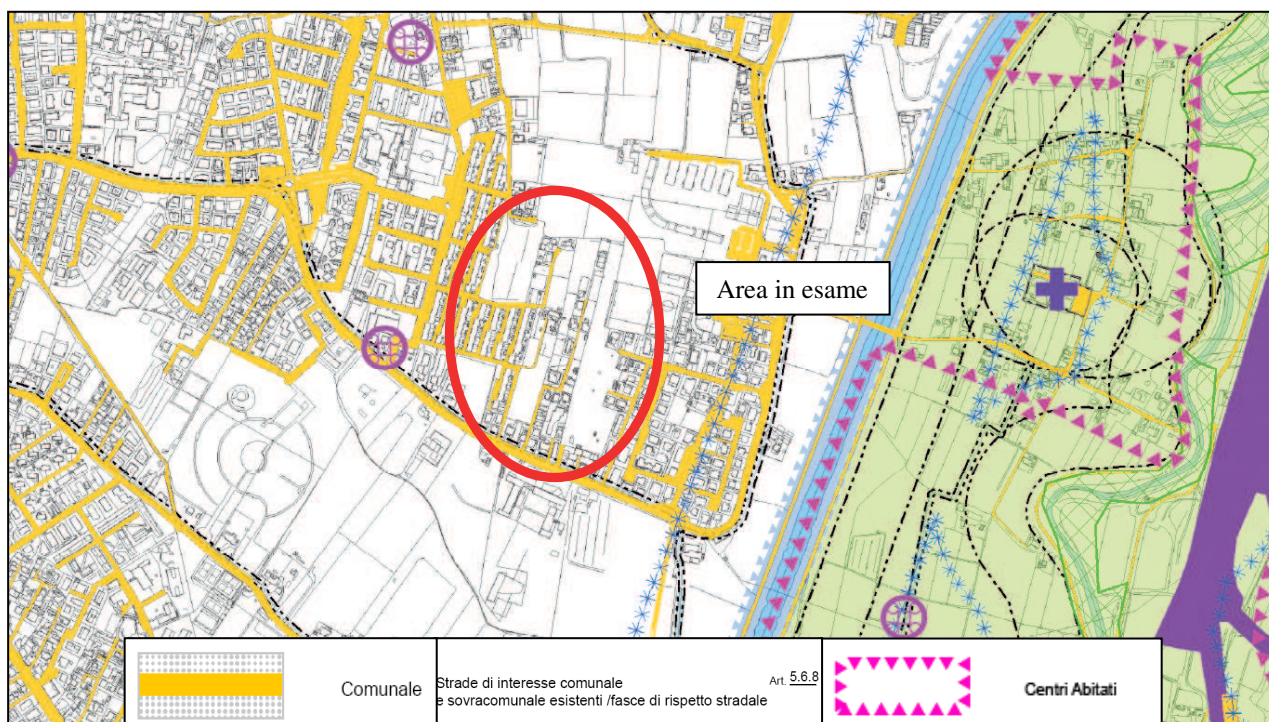 Area in esame
Comunale
Strade di interesse comunale
e sovracomunale esistenti /fasce di rispetto stradale
Art. 5.6.8
Centri Abitati